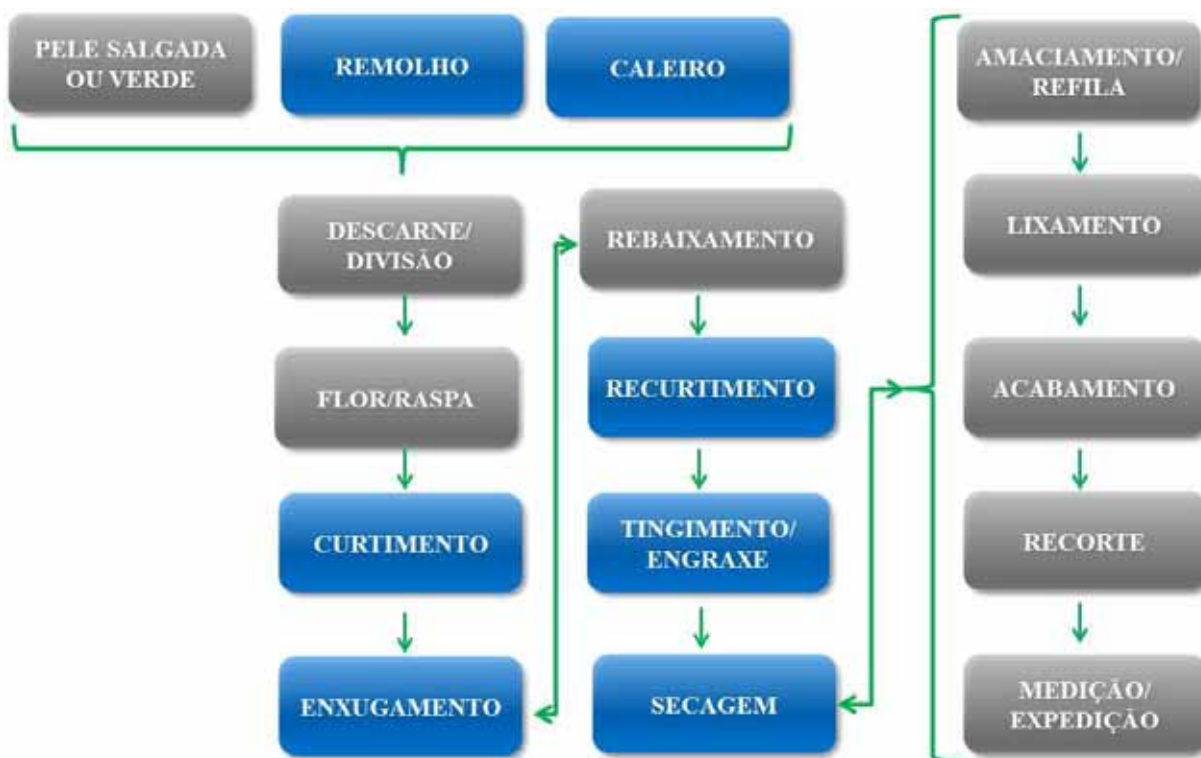 PELE SALGADA
OU VERDE
REMOLHO
CALEIRO
DESCARNE/
DIVISÃO
FLOR/RASPA
CURTIMENTO
ENXUGAMENTO
REBAIXAMENTO
RECURTIMENTO
TINGIMENTO/
ENGRAXE
SECAGEM
AMACIAMENTO/
REFILA
LIXAMENTO
ACABAMENTO
RECORTE
MEDIÇÃO/
EXPEDIÇÃO